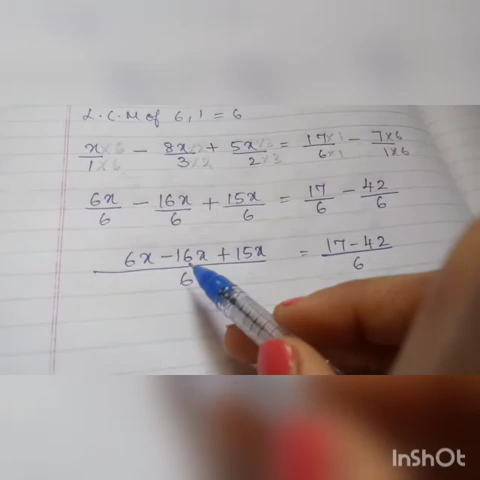 L.C.M of 6, 1 = 6
x×6/1×6 - 8x×2/3×2 + 5x×3/2×3 = 17×1/6×1 - 7×6/1×6
6x/6 - 16x/6 + 15x/6 = 17/6 - 42/6
6x - 16x + 15x/6 = 17 - 42/6
InShOt